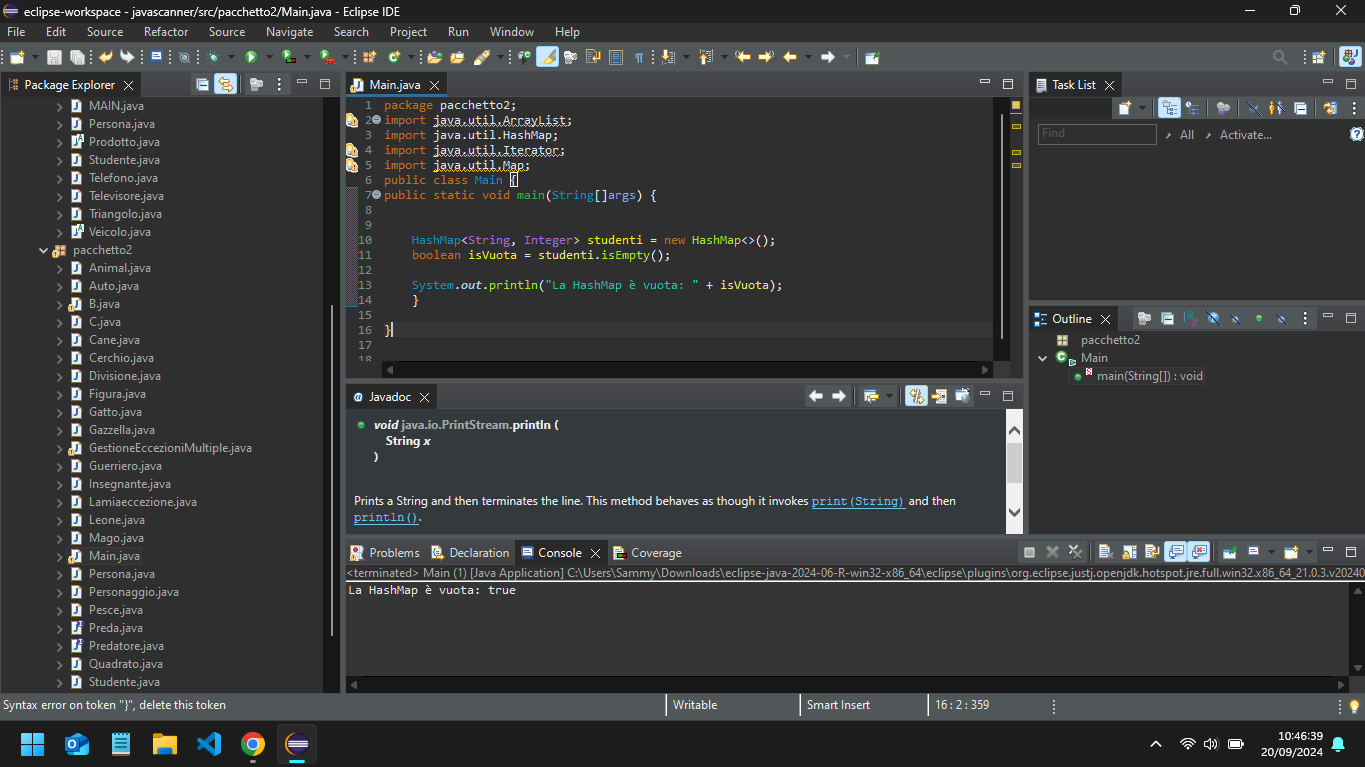 eclipse-workspace - javascanner/src/pacchetto2/Main.java - Eclipse IDE
File Edit Source Refactor Source Navigate Search Project Run Window Help
Package Explorer
MAIN.java
Persona.java
Prodotto.java
Studente.java
Telefono.java
Televisore.java
Triangolo.java
Veicolo.java
pacchetto2
Animal.java
Auto.java
B.java
C.java
Cane.java
Cerchio.java
Divisione.java
Figura.java
Gatto.java
Gazzella.java
GestioneEccezioniMultiple.java
Guerriero.java
Insegnante.java
Lamiaeccezione.java
Leone.java
Mago.java
Main.java
Persona.java
Personaggio.java
Pesce.java
Preda.java
Predatore.java
Quadrato.java
Studente.java
Main.java
1 package pacchetto2;
2 import java.util.ArrayList;
3 import java.util.HashMap;
4 import java.util.Iterator;
5 import java.util.Map;
6 public class Main {
7 public static void main(String[]args) {
8
9
10 HashMap<String, Integer> studenti = new HashMap<>();
11 boolean isVuota = studenti.isEmpty();
12
13 System.out.println("La HashMap è vuota: " + isVuota);
14 }
15
16 }
17
18
Task List
Find
All
Activate...
Outline
pacchetto2
Main
main(String[]) : void
Javadoc
void java.io.PrintStream.println (
String x
)
Prints a String and then terminates the line. This method behaves as though it invokes print(String) and then
println().
Problems Declaration Console Coverage
<terminated> Main (1) [Java Application] C:\Users\Sammy\Downloads\eclipse-java-2024-06-R-win32-x86_64\eclipse\plugins\org.eclipse.justj.openjdk.hotspot.jre.full.win32.x86_64_21.0.3.v20240
La HashMap è vuota: true
Syntax error on token "}", delete this token
Writable
Smart Insert
16 : 2 : 359
10:46:39
20/09/2024